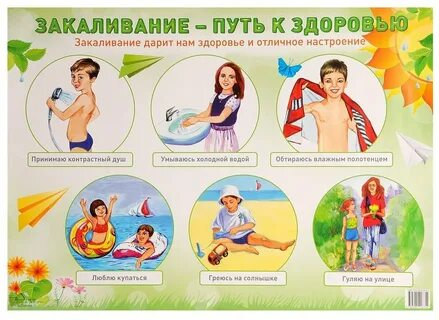 ЗАКАЛИВАНИЕ – ПУТЬ К ЗДОРОВЬЮ
Закаливание дарит нам здоровье и отличное настроение
Принимаю контрастный душ
Умываюсь холодной водой
Обтираюсь влажным полотенцем
Люблю купаться
Греюсь на солнышке
Гуляю на улице